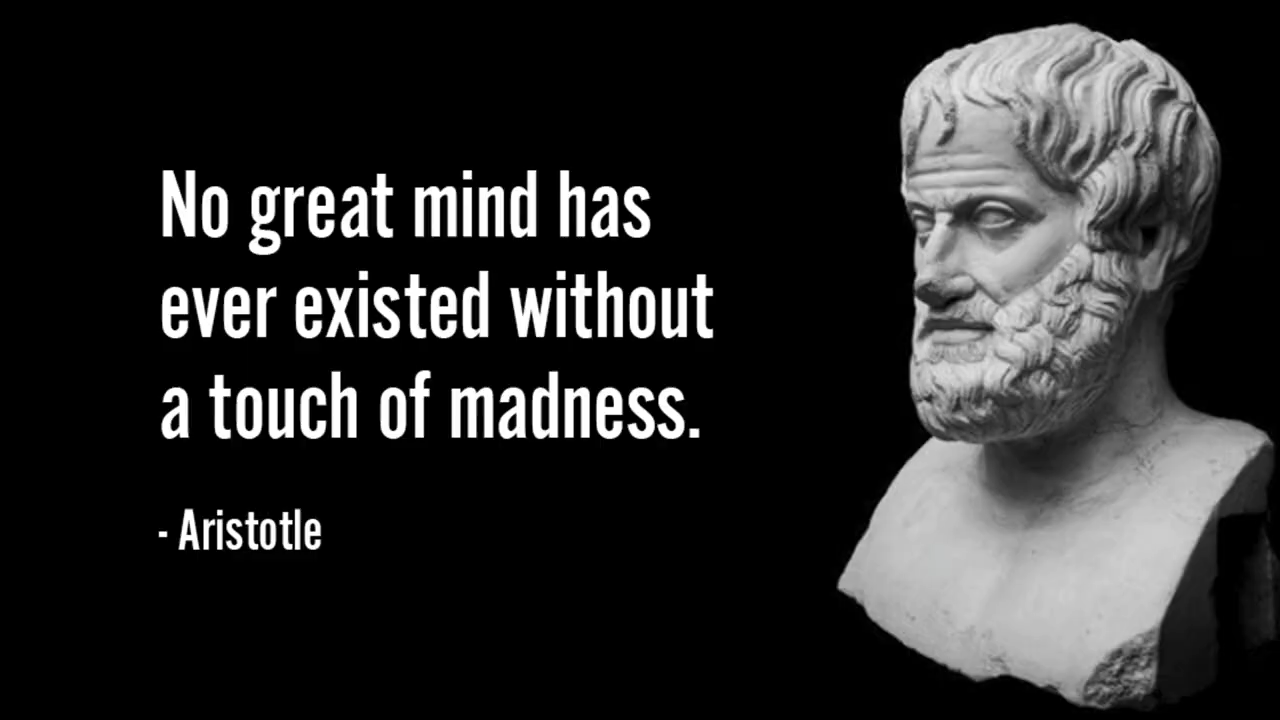 No great mind has
ever existed without
a touch of madness.
- Aristotle